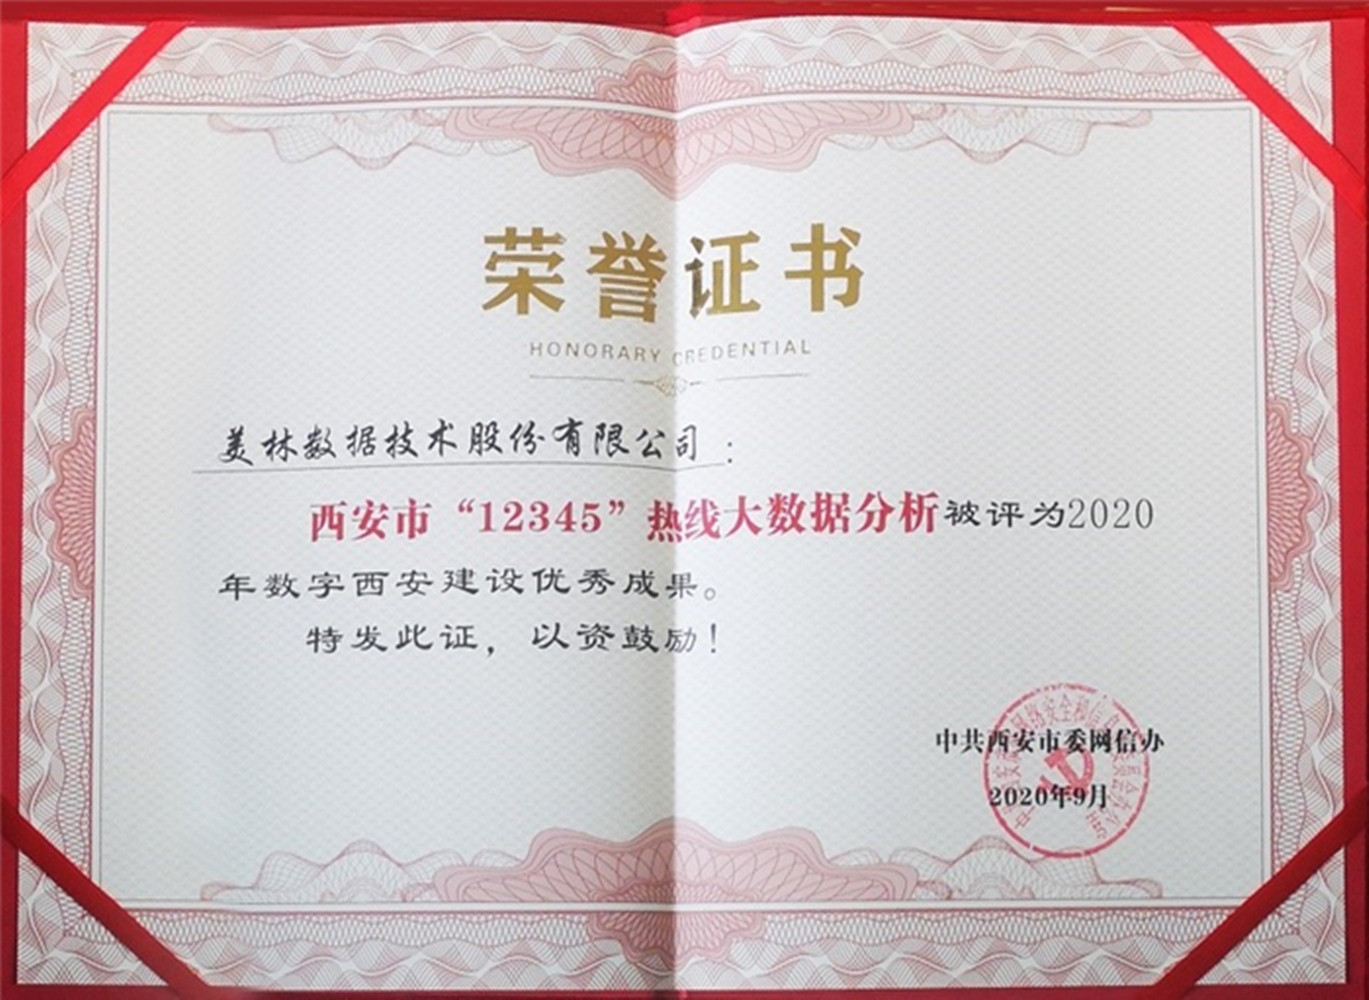 荣誉证书
HONORARY CREDENTIAL
美林数据技术股份有限公司：
西安市“12345”热线大数据分析被评为2020
年数字西安建设优秀成果。
特发此证，以资鼓励！
中共西安市委网信办
2020年9月